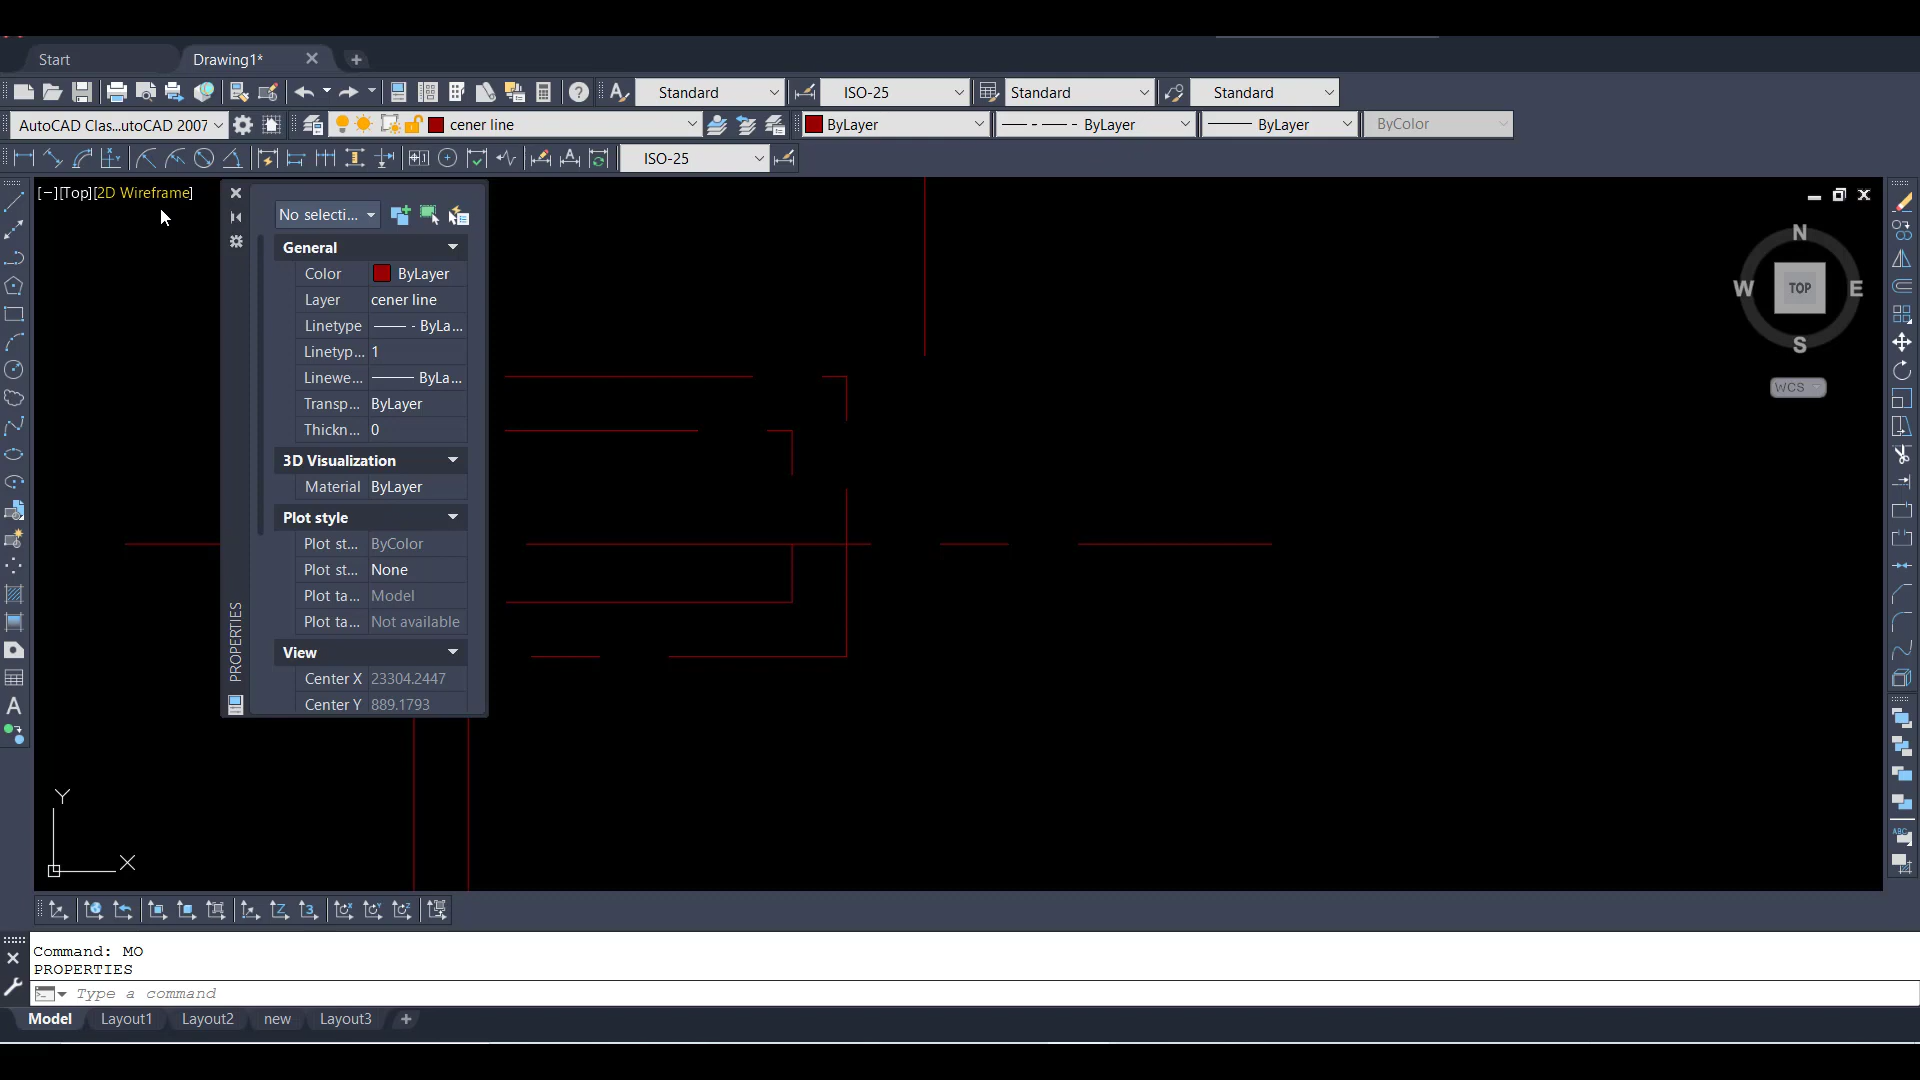 Start
Drawing1*
Standard
ISO-25
Standard
Standard
AutoCAD Clas...utoCAD 2007
cener line
ByLayer
ByLayer
ByLayer
ByColor
ISO-25
[−][Top][2D Wireframe]
No selecti...
General
Color ByLayer
Layer cener line
Linetype ByLa...
Linetyp... 1
Linewe... ByLa...
Transp... ByLayer
Thickn... 0
3D Visualization
Material ByLayer
Plot style
Plot st... ByColor
Plot st... None
Plot ta... Model
Plot ta... Not available
View
Center X 23304.2447
Center Y 889.1793
PROPERTIES
N
W TOP E
S
WCS
Y
X
Command: MO
PROPERTIES
Type a command
Model
Layout1
Layout2
new
Layout3